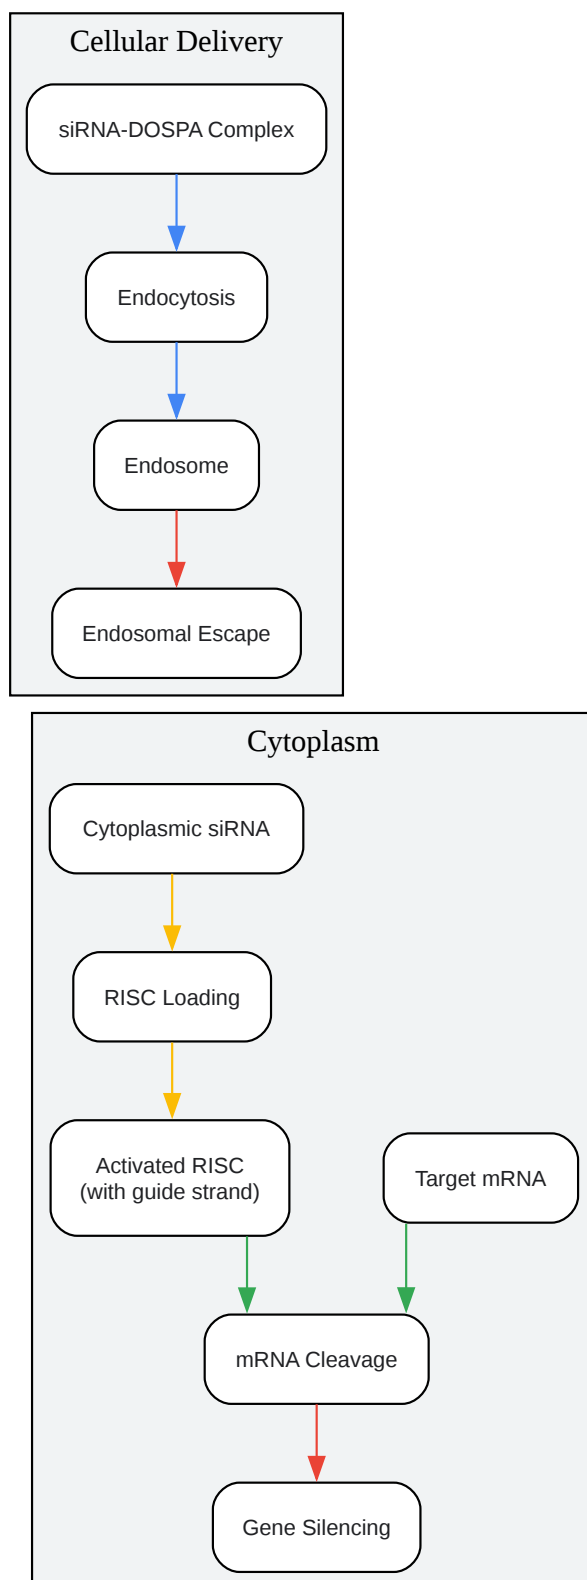 Cellular Delivery
siRNA-DOSPA Complex
Endocytosis
Endosome
Endosomal Escape
Cytoplasm
Cytoplasmic siRNA
RISC Loading
Activated RISC
(with guide strand)
Target mRNA
mRNA Cleavage
Gene Silencing